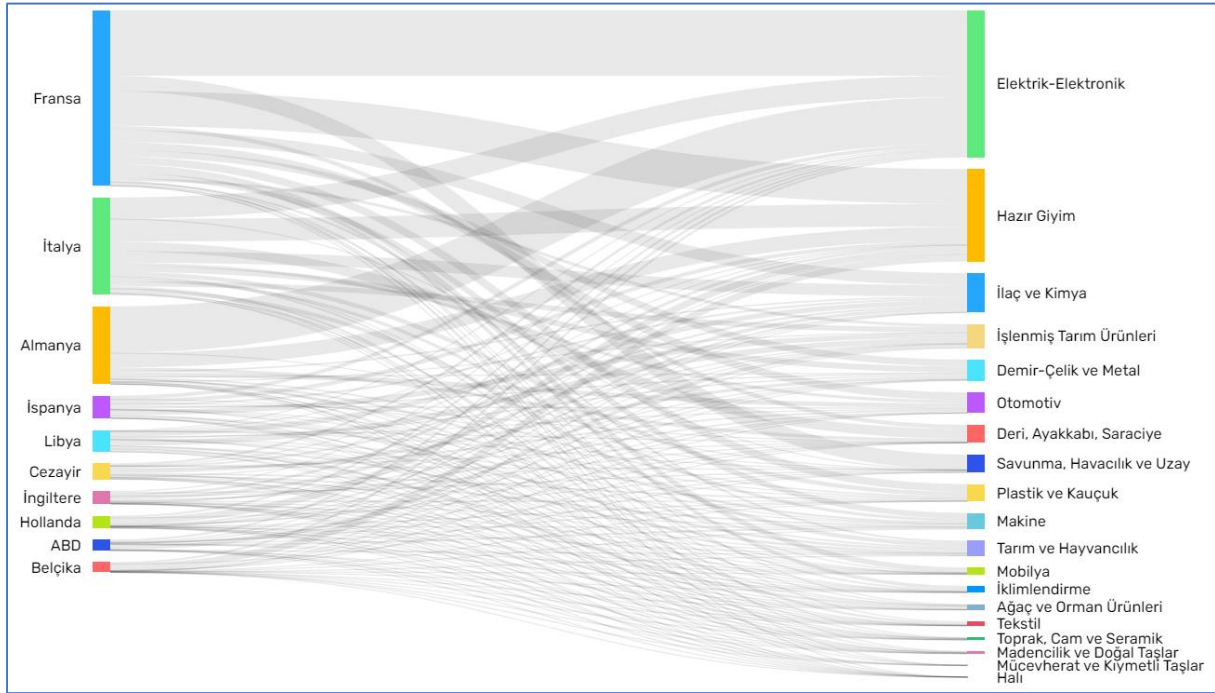 Fransa
İtalya
Almanya
İspanya
Libya
Cezayir
İngiltere
Hollanda
ABD
Belçika
Elektrik-Elektronik
Hazır Giyim
İlaç ve Kimya
İşlenmiş Tarım Ürünleri
Demir-Çelik ve Metal
Otomotiv
Deri, Ayakkabı, Saraciye
Savunma, Havacılık ve Uzay
Plastik ve Kauçuk
Makine
Tarım ve Hayvancılık
Mobilya
İklimlendirme
Ağaç ve Orman Ürünleri
Tekstil
Toprak, Cam ve Seramik
Madencilik ve Doğal Taşlar
Mücevherat ve Kıymetli Taşlar
Halı